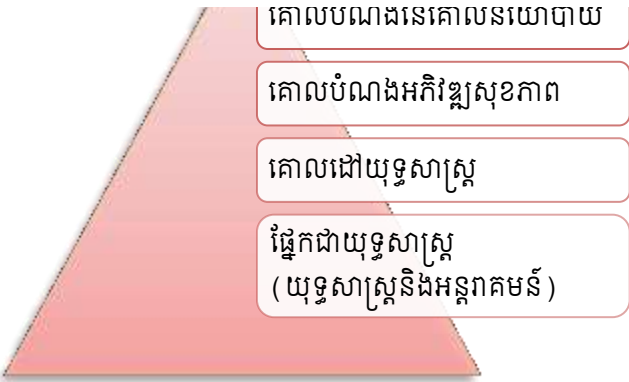 គោលបំណងនៃគោលនយោបាយ
គោលបំណងអភិវឌ្ឍសុខភាព
គោលដៅយុទ្ធសាស្ត្រ
ផ្នែកជាយុទ្ធសាស្ត្រ
(យុទ្ធសាស្ត្រនិងអន្តរាគមន៍)